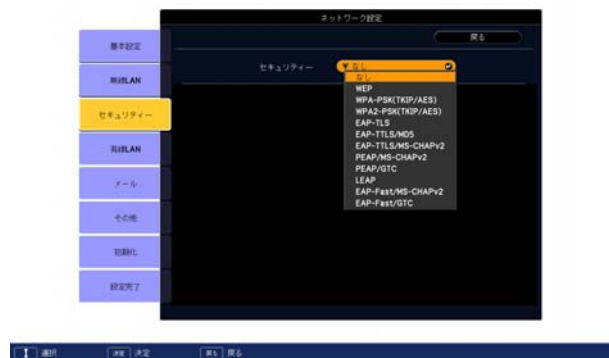 ネットワーク設定
戻る
基本設定
無線LAN
セキュリティー
有線LAN
メール
その他
初期化
設定完了
セキュリティー
なし
なし
WEP
WPA-PSK(TKIP/AES)
WPA2-PSK(TKIP/AES)
EAP-TLS
EAP-TTLS/MD5
EAP-TTLS/MS-CHAPv2
PEAP/MS-CHAPv2
PEAP/GTC
LEAP
EAP-Fast/MS-CHAPv2
EAP-Fast/GTC
選択 決定 決定 戻る 戻る